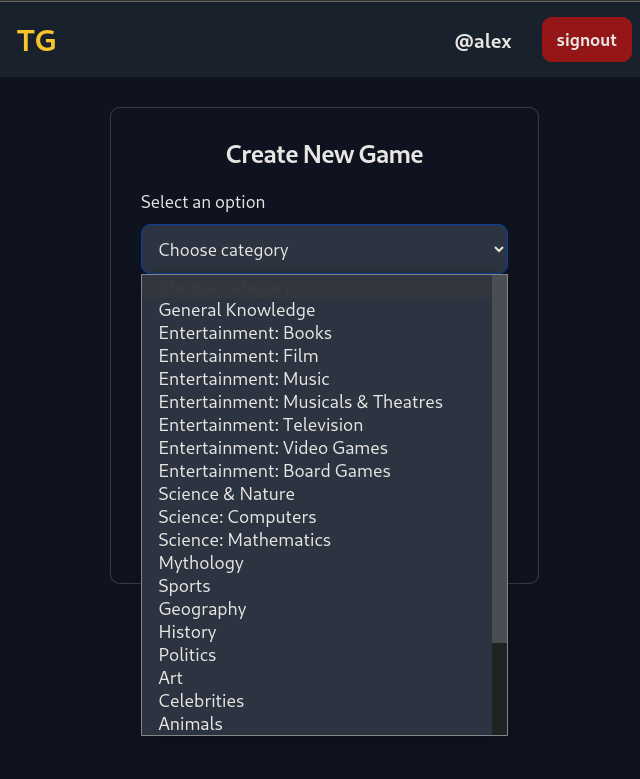 TG
@alex
signout
Create New Game
Select an option
Choose category
Choose category
General Knowledge
Entertainment: Books
Entertainment: Film
Entertainment: Music
Entertainment: Musicals & Theatres
Entertainment: Television
Entertainment: Video Games
Entertainment: Board Games
Science & Nature
Science: Computers
Science: Mathematics
Mythology
Sports
Geography
History
Politics
Art
Celebrities
Animals